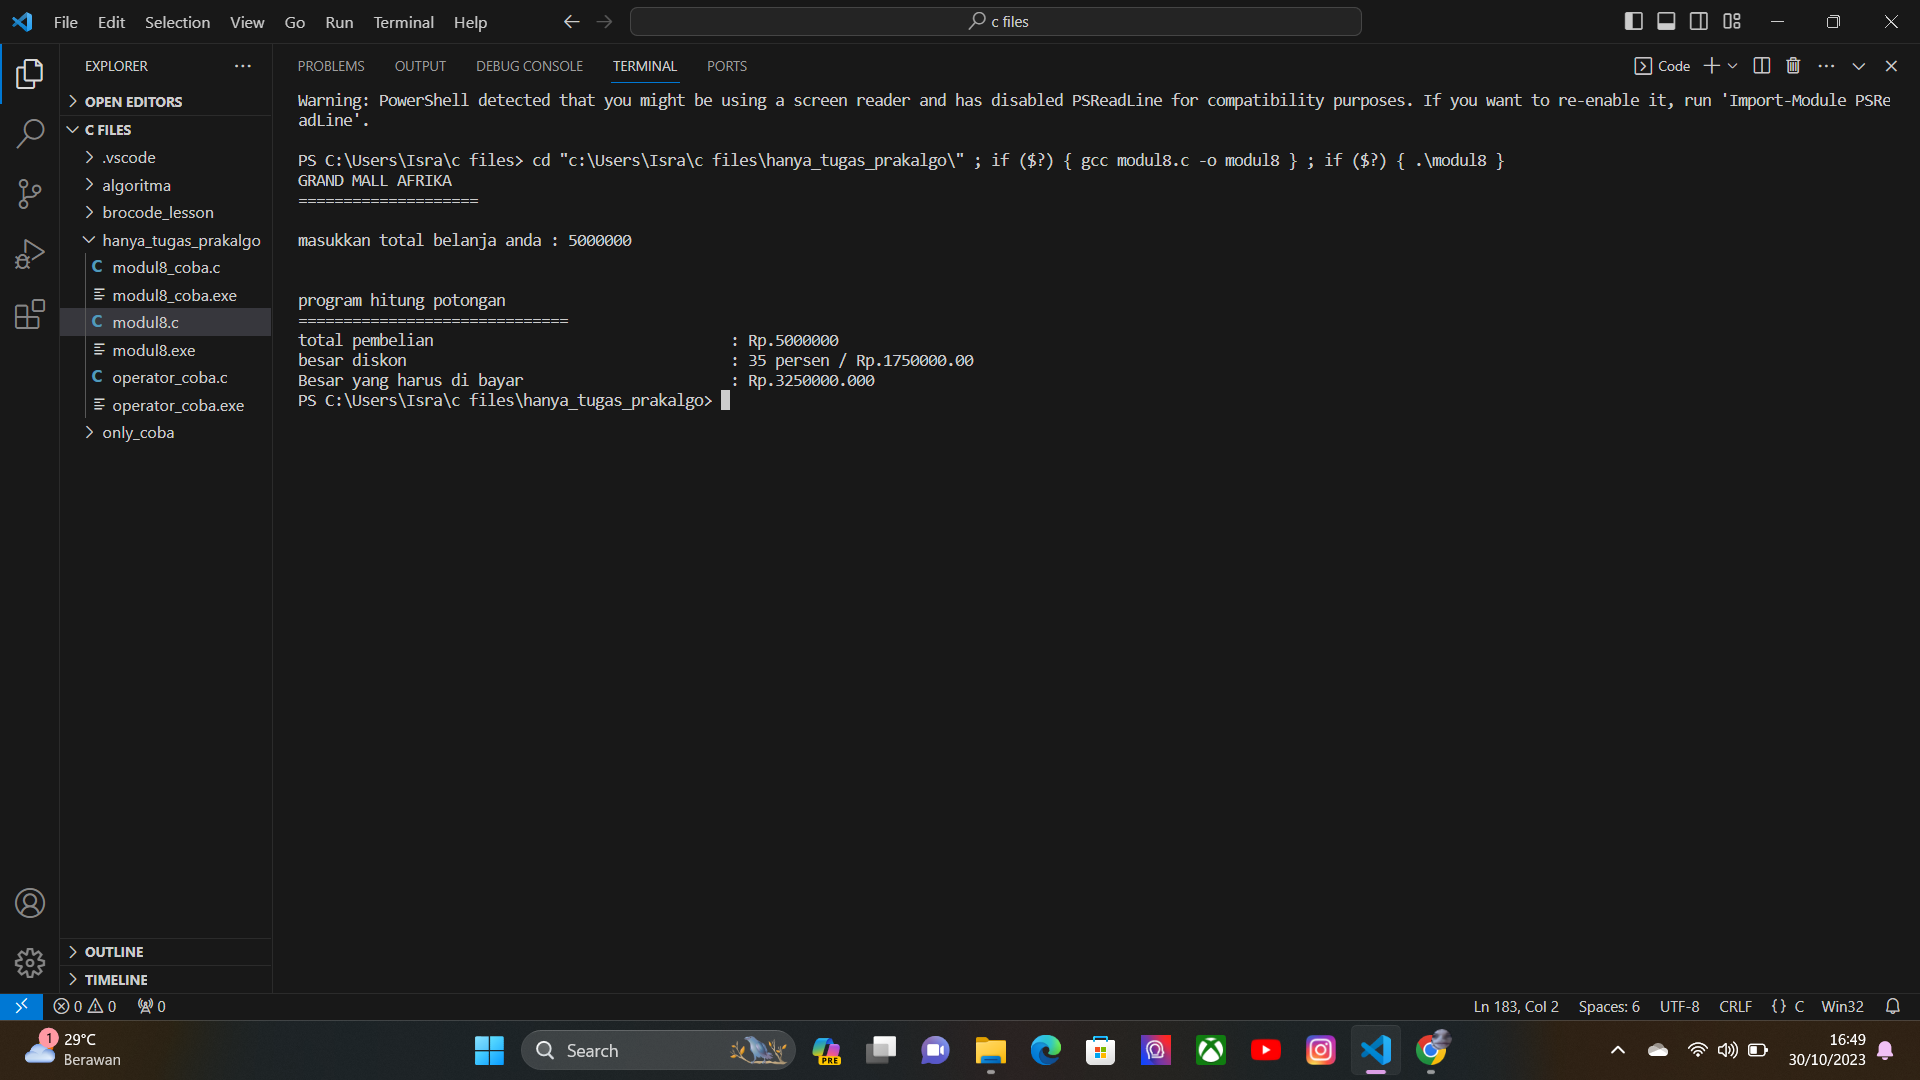 File Edit Selection View Go Run Terminal Help
c files
EXPLORER
OPEN EDITORS
C FILES
.vscode
algoritma
brocode_lesson
hanya_tugas_prakalgo
C modul8_coba.c
modul8_coba.exe
C modul8.c
modul8.exe
C operator_coba.c
operator_coba.exe
only_coba
OUTLINE
TIMELINE
PROBLEMS OUTPUT DEBUG CONSOLE TERMINAL PORTS
Code
Warning: PowerShell detected that you might be using a screen reader and has disabled PSReadLine for compatibility purposes. If you want to re-enable it, run 'Import-Module PSRe
adLine'.
PS C:\Users\Isra\c files> cd "c:\Users\Isra\c files\hanya_tugas_prakalgo\" ; if ($?) { gcc modul8.c -o modul8 } ; if ($?) { .\modul8 }
GRAND MALL AFRIKA
====================
masukkan total belanja anda : 5000000
program hitung potongan
==============================
total pembelian : Rp.5000000
besar diskon : 35 persen / Rp.1750000.00
Besar yang harus di bayar : Rp.3250000.000
PS C:\Users\Isra\c files\hanya_tugas_prakalgo>
0 0 0
Ln 183, Col 2 Spaces: 6 UTF-8 CRLF {} C Win32
1
29°C
Berawan
Search
PRE
16:49
30/10/2023